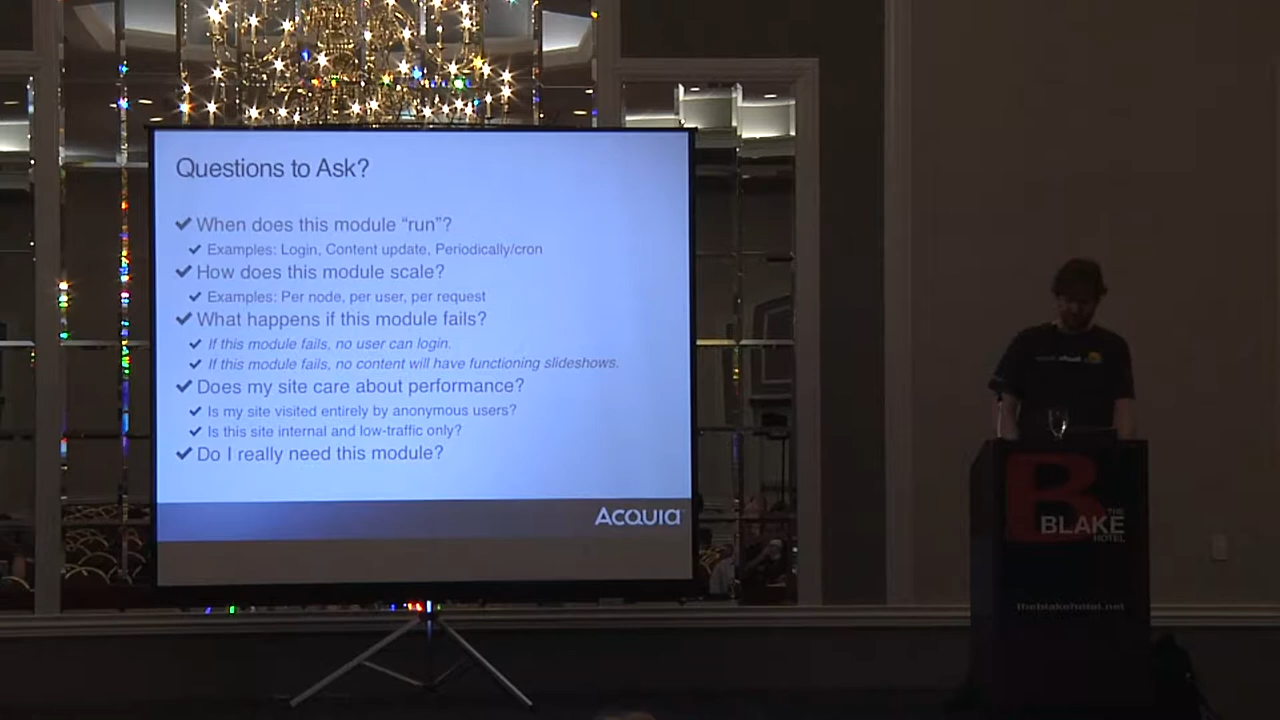 Questions to Ask?
When does this module “run”?
Examples: Login, Content update, Periodically/cron
How does this module scale?
Examples: Per node, per user, per request
What happens if this module fails?
If this module fails, no user can login.
If this module fails, no content will have functioning slideshows.
Does my site care about performance?
Is my site visited entirely by anonymous users?
Is this site internal and low-traffic only?
Do I really need this module?
ACQUIA
B
THE
BLAKE
HOTEL
theblakehotel.net